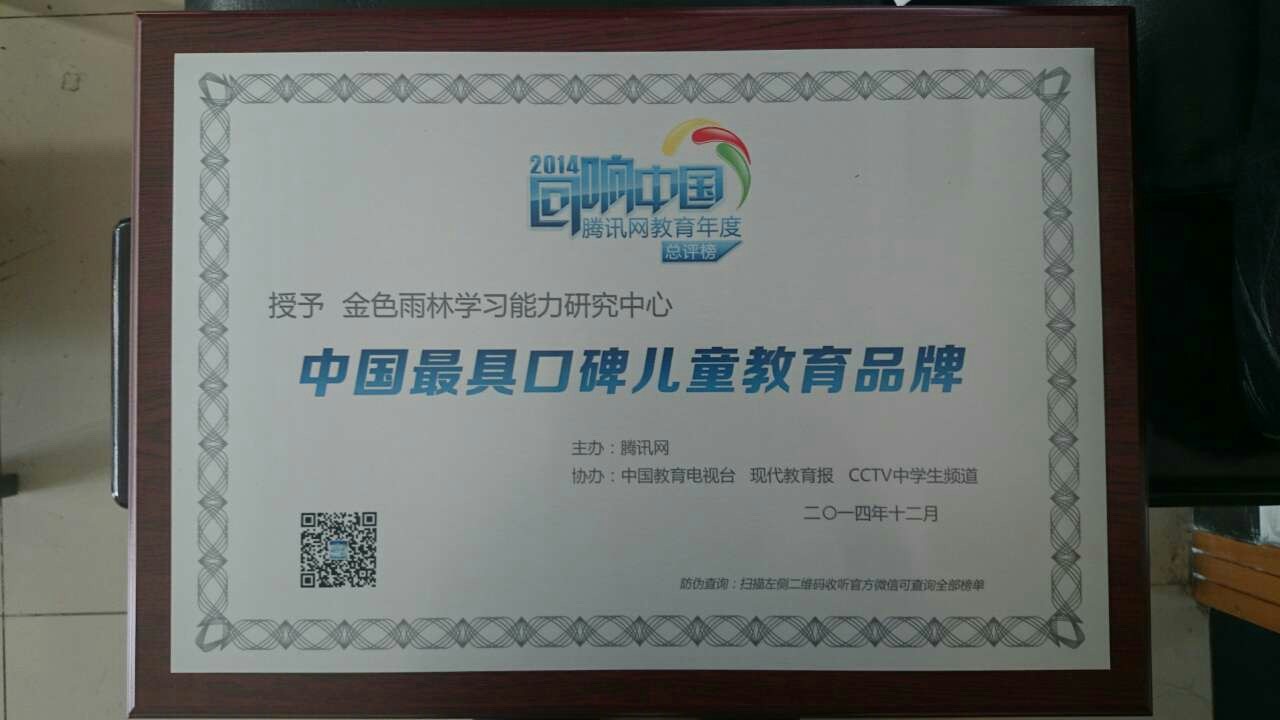 2014
回响中国
腾讯网教育年度
总评榜
授予 金色雨林学习能力研究中心
中国最具口碑儿童教育品牌
主办：腾讯网
协办：中国教育电视台 现代教育报 CCTV中学生频道
二〇一四年十二月
防伪查询：扫描左侧二维码收听官方微信可查询全部榜单